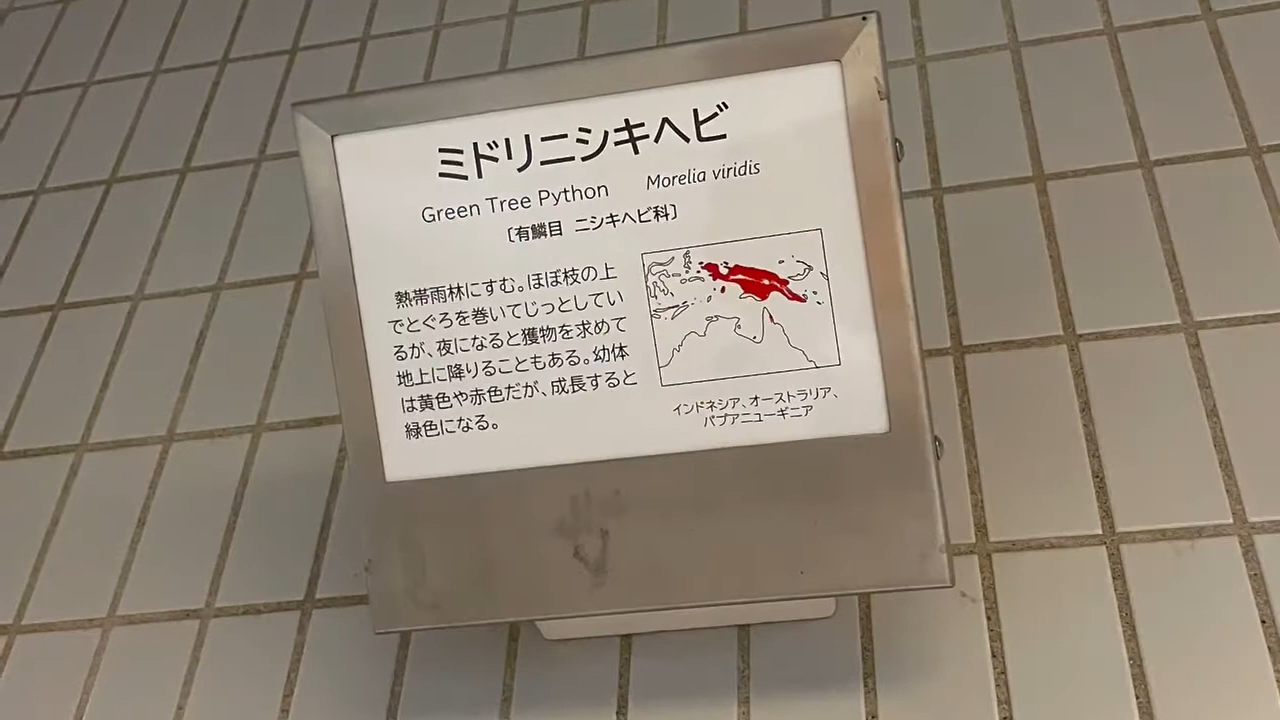 ミドリニシキヘビ
Green Tree Python Morelia viridis
［有鱗目 ニシキヘビ科］
熱帯雨林にすむ。ほぼ枝の上
でとぐろを巻いてじっとしてい
るが、夜になると獲物を求めて
地上に降りることもある。幼体
は黄色や赤色だが、成長すると
緑色になる。
インドネシア、オーストラリア、
パプアニューギニア